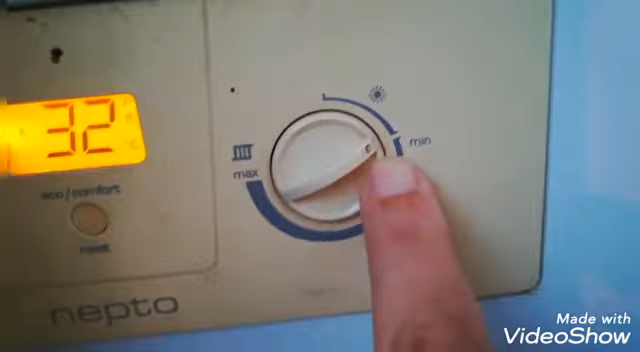 32
min
max
eco/comfort
reset
nepto
Made with
VideoShow